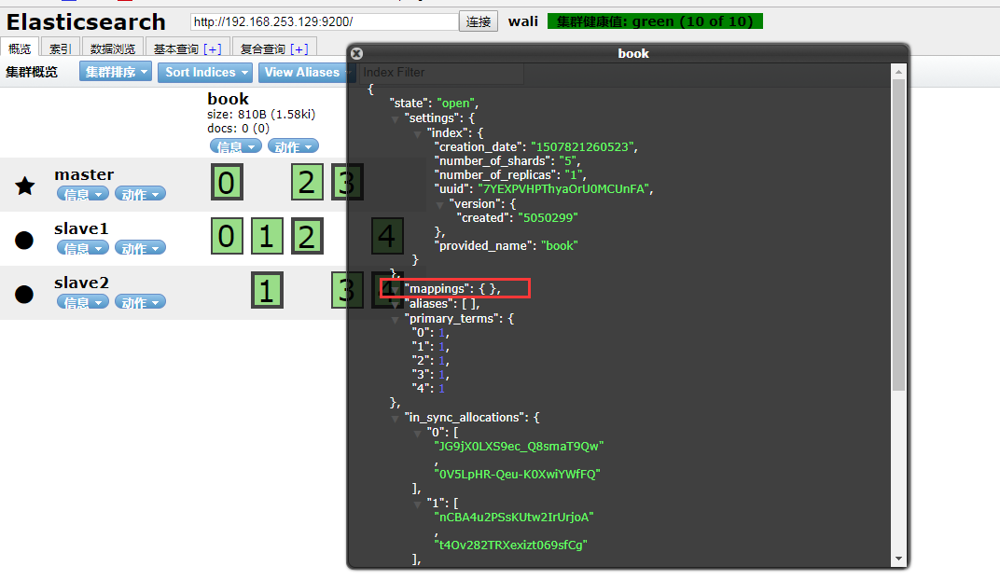 Elasticsearch
http://192.168.253.129:9200/
连接
wali
集群健康值: green (10 of 10)
概览
索引
数据浏览
基本查询 [+]
复合查询 [+]
集群概览
集群排序
Sort Indices
View Aliases
Index Filter
book
size: 810B (1.58ki)
docs: 0 (0)
信息
动作
master
信息
动作
0
2
3
slave1
信息
动作
0
1
2
4
slave2
信息
动作
1
3
4
book
{
"state": "open",
"settings": {
"index": {
"creation_date": "1507821260523",
"number_of_shards": "5",
"number_of_replicas": "1",
"uuid": "7YEXPVHPThyaOrU0MCUnFA",
"version": {
"created": "5050299"
},
"provided_name": "book"
}
},
"mappings": { },
"aliases": [ ],
"primary_terms": {
"0": 1,
"1": 1,
"2": 1,
"3": 1,
"4": 1
},
"in_sync_allocations": {
"0": [
"JG9jX0LXS9ec_Q8smaT9Qw"
,
"0V5LpHR-Qeu-K0XwiYWfFQ"
],
"1": [
"nCBA4u2PSsKUtw2IrUrjoA"
,
"t4Ov282TRXexizt069sfCg"
],